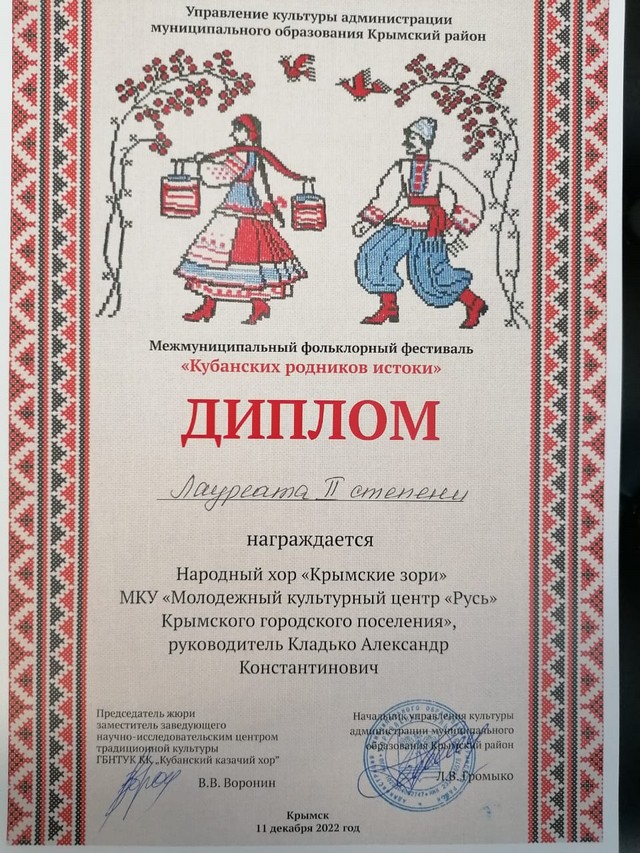 Управление культуры администрации
муниципального образования Крымский район
Межмуниципальный фольклорный фестиваль
«Кубанских родников истоки»
ДИПЛОМ
Лауреата II степени
награждается
Народный хор «Крымские зори»
МКУ «Молодежный культурный центр «Русь»
Крымского городского поселения»,
руководитель Кладько Александр
Константинович
Председатель жюри
заместитель заведующего
научно-исследовательским центром
традиционной культуры
ГБНТУК КК „Кубанский казачий хор"
В.В. Воронин
Начальник управления культуры
администрации муниципального
образования Крымский район
Л.В. Громыко
Крымск
11 декабря 2022 год